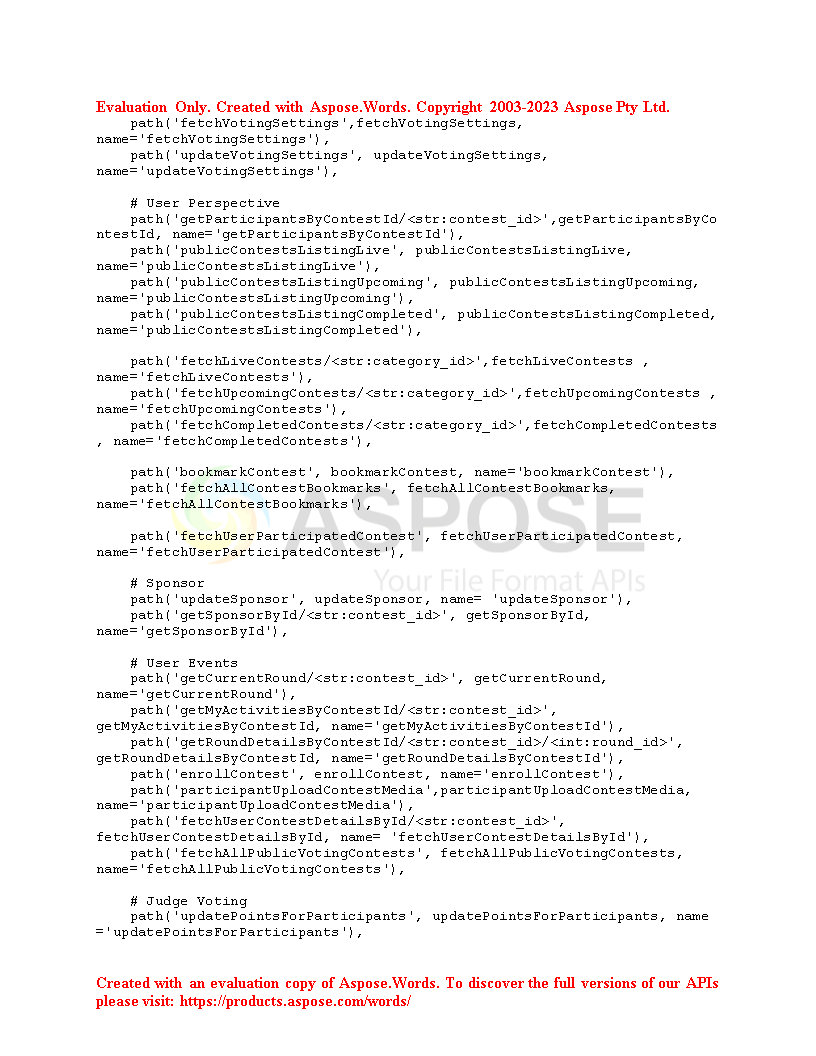 Evaluation Only. Created with Aspose.Words. Copyright 2003-2023 Aspose Pty Ltd.
    path('fetchVotingSettings',fetchVotingSettings,
name='fetchVotingSettings'),
    path('updateVotingSettings', updateVotingSettings,
name='updateVotingSettings'),

    # User Perspective
    path('getParticipantsByContestId/<str:contest_id>',getParticipantsByCo
ntestId, name='getParticipantsByContestId'),
    path('publicContestsListingLive', publicContestsListingLive,
name='publicContestsListingLive'),
    path('publicContestsListingUpcoming', publicContestsListingUpcoming,
name='publicContestsListingUpcoming'),
    path('publicContestsListingCompleted', publicContestsListingCompleted,
name='publicContestsListingCompleted'),

    path('fetchLiveContests/<str:category_id>',fetchLiveContests ,
name='fetchLiveContests'),
    path('fetchUpcomingContests/<str:category_id>',fetchUpcomingContests ,
name='fetchUpcomingContests'),
    path('fetchCompletedContests/<str:category_id>',fetchCompletedContests
, name='fetchCompletedContests'),

    path('bookmarkContest', bookmarkContest, name='bookmarkContest'),
    path('fetchAllContestBookmarks', fetchAllContestBookmarks,
name='fetchAllContestBookmarks'),
ASPOSE
    path('fetchUserParticipatedContest', fetchUserParticipatedContest,
name='fetchUserParticipatedContest'),
Your File Format APIs
    # Sponsor
    path('updateSponsor', updateSponsor, name= 'updateSponsor'),
    path('getSponsorById/<str:contest_id>', getSponsorById,
name='getSponsorById'),

    # User Events
    path('getCurrentRound/<str:contest_id>', getCurrentRound,
name='getCurrentRound'),
    path('getMyActivitiesByContestId/<str:contest_id>',
getMyActivitiesByContestId, name='getMyActivitiesByContestId'),
    path('getRoundDetailsByContestId/<str:contest_id>/<int:round_id>',
getRoundDetailsByContestId, name='getRoundDetailsByContestId'),
    path('enrollContest', enrollContest, name='enrollContest'),
    path('participantUploadContestMedia',participantUploadContestMedia,
name='participantUploadContestMedia'),
    path('fetchUserContestDetailsById/<str:contest_id>',
fetchUserContestDetailsById, name= 'fetchUserContestDetailsById'),
    path('fetchAllPublicVotingContests', fetchAllPublicVotingContests,
name='fetchAllPublicVotingContests'),

    # Judge Voting
    path('updatePointsForParticipants', updatePointsForParticipants, name
='updatePointsForParticipants'),

Created with an evaluation copy of Aspose.Words. To discover the full versions of our APIs
please visit: https://products.aspose.com/words/